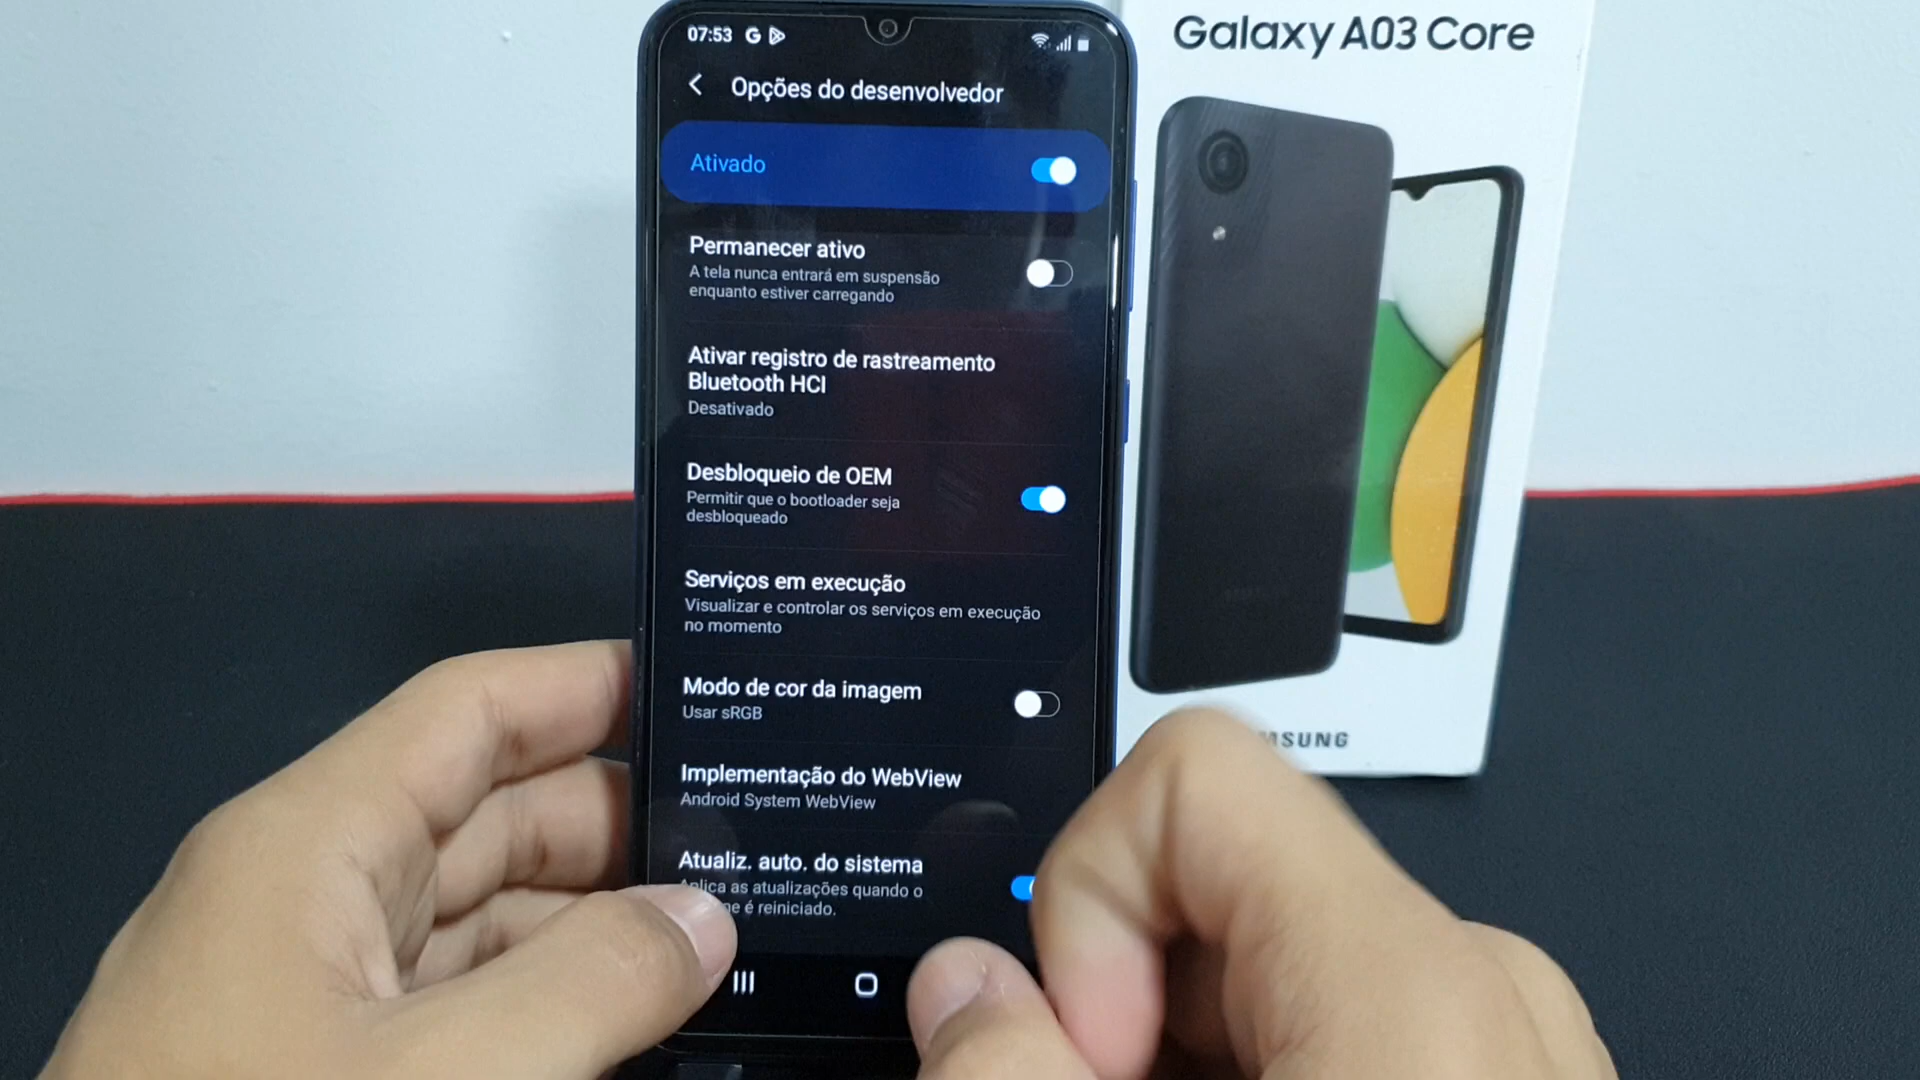 Galaxy A03 Core
07:53
Opções do desenvolvedor
Ativado
Permanecer ativo
A tela nunca entrará em suspensão
enquanto estiver carregando
Ativar registro de rastreamento
Bluetooth HCI
Desativado
Desbloqueio de OEM
Permitir que o bootloader seja
desbloqueado
Serviços em execução
Visualizar e controlar os serviços em execução
no momento
Modo de cor da imagem
Usar sRGB
Implementação do WebView
Android System WebView
Atualiz. auto. do sistema
Aplica as atualizações quando o
é reiniciado.